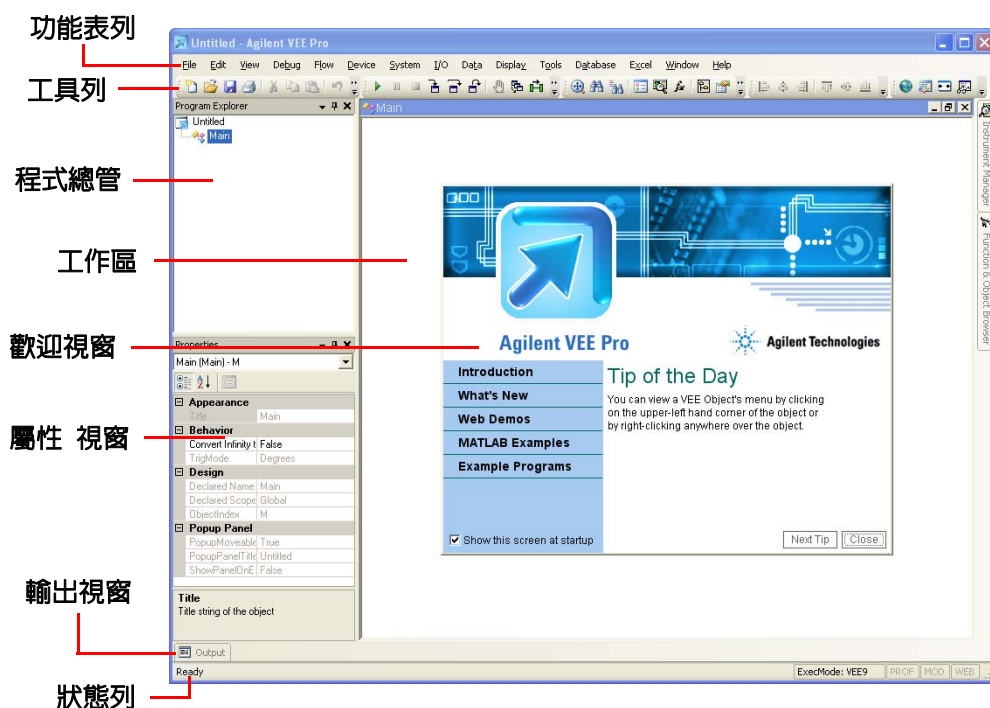 功能表列
工具列
程式總管
工作區
歡迎視窗
屬性 視窗
輸出視窗
狀態列
Untitled - Agilent VEE Pro
File Edit View Debug Flow Device System I/O Data Display Tools Database Excel Window Help
Program Explorer
Untitled
Main
Main
Instrument Manager
Function & Object Browser
Agilent VEE Pro
Agilent Technologies
Introduction
What's New
Web Demos
MATLAB Examples
Example Programs
Show this screen at startup
Tip of the Day
You can view a VEE Object's menu by clicking
on the upper-left hand corner of the object or
by right-clicking anywhere over the object.
Next Tip Close
Properties
Main (Main) - M
Appearance
Title Main
Behavior
Convert Infinity t False
TrigMode Degrees
Design
Declared Name Main
Declared Scope Global
ObjectIndex M
Popup Panel
PopupMoveable True
PopupPanelTitle Untitled
ShowPanelOnE False
Title
Title string of the object
Output
Ready
ExecMode: VEE9 PROF MOD WEB